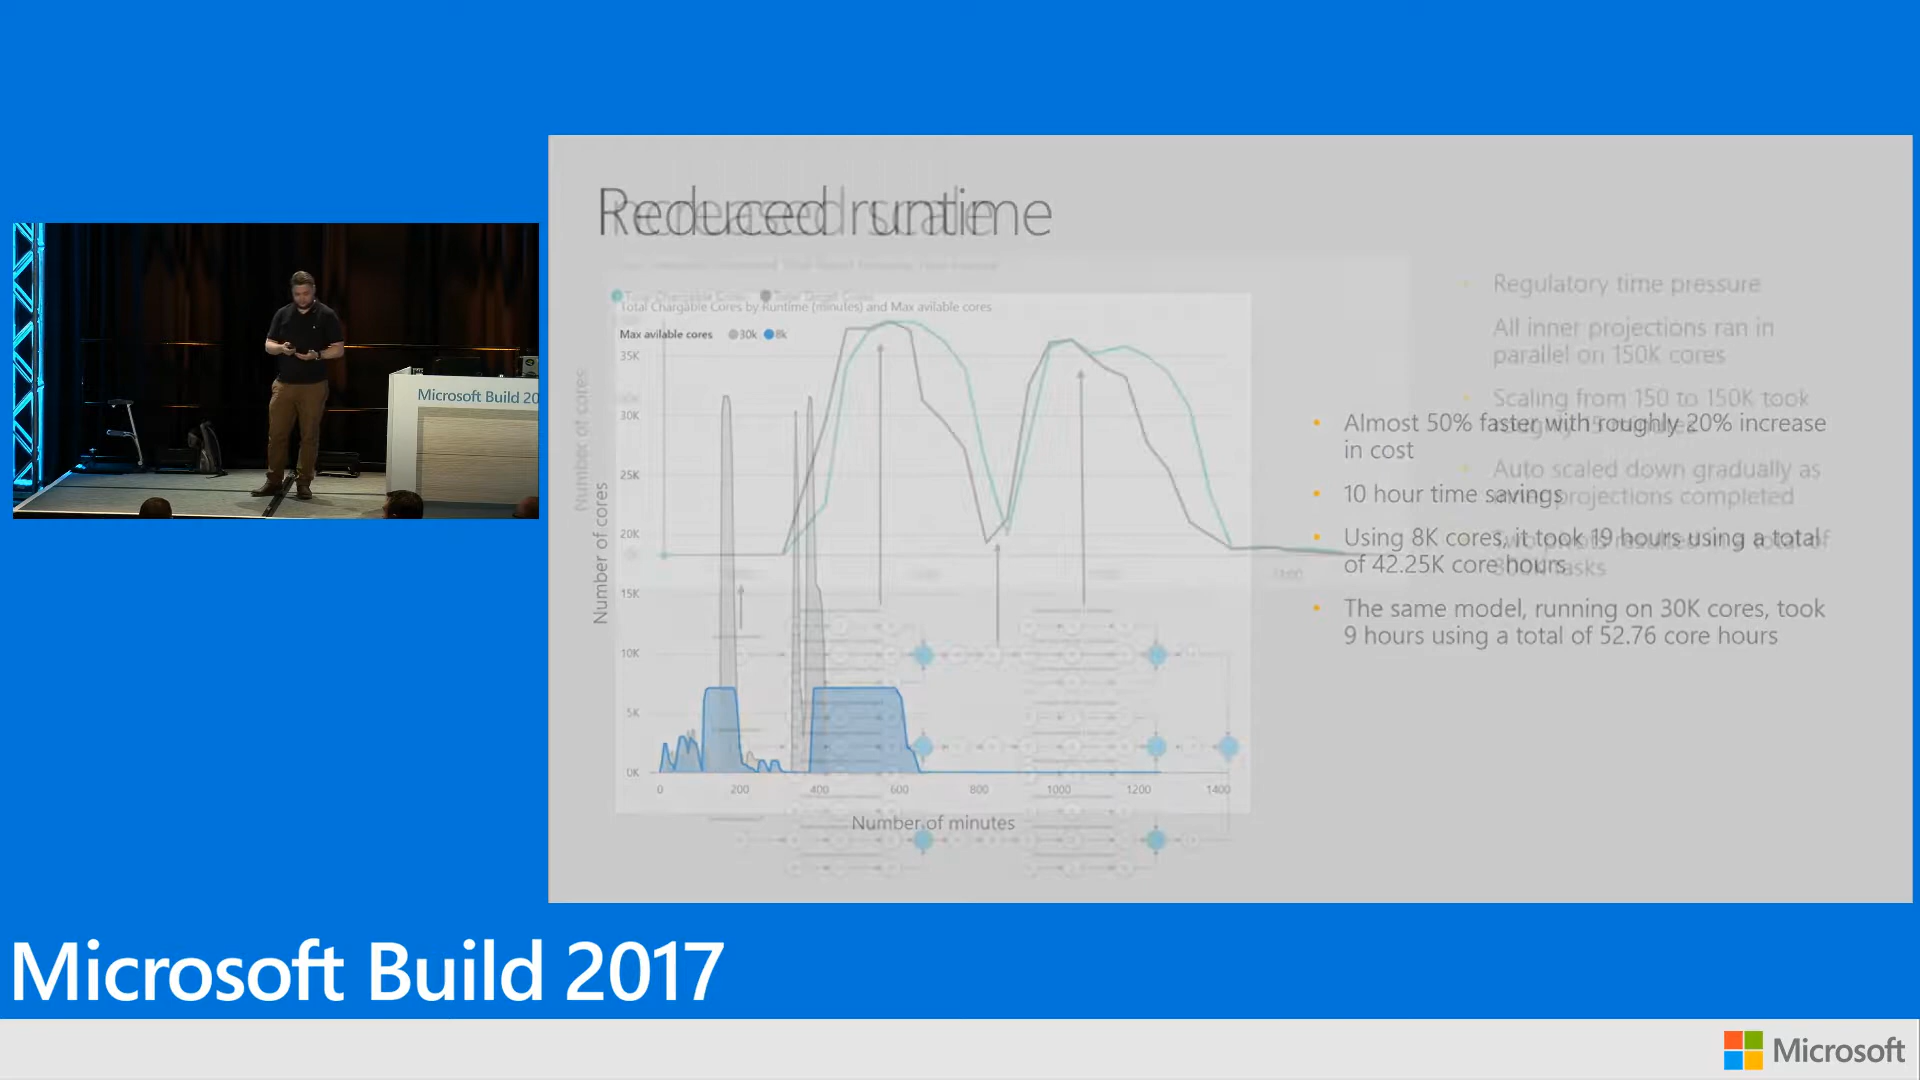 Reduced runtime
Increased scale
Total Chargable Cores by Runtime (minutes) and Max avilable cores
Max avilable cores 30k 8k
35K
30K
25K
20K
15K
10K
5K
0K
0 200 400 600 800 1000 1200 1400
Number of cores
Number of cores
Number of minutes
Regulatory time pressure
All inner projections ran in
parallel on 150K cores
Scaling from 150 to 150K took
Auto scaled down gradually as
projections completed
• Almost 50% faster with roughly 20% increase
in cost
• 10 hour time savings
• Using 8K cores, it took 19 hours using a total
of 42.25K core hours
• The same model, running on 30K cores, took
9 hours using a total of 52.76 core hours
Microsoft Build 20
Microsoft Build 2017
Microsoft